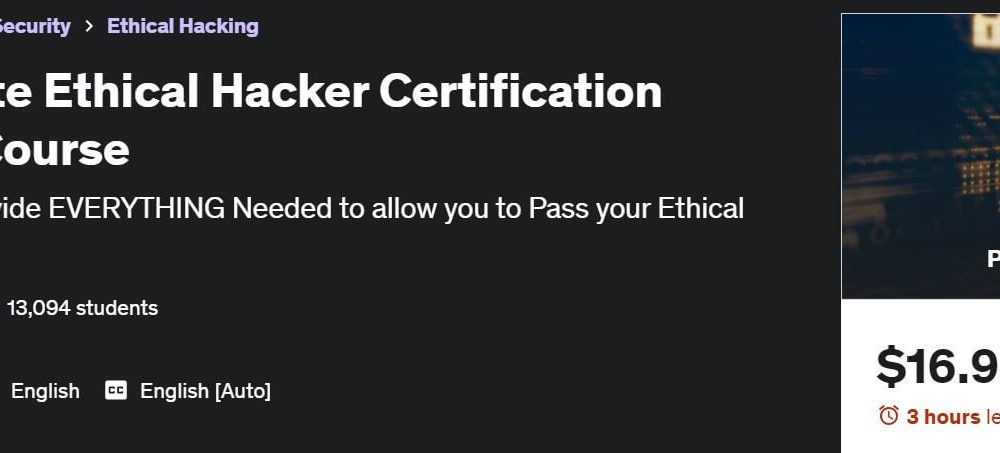 Security > Ethical Hacking
te Ethical Hacker Certification
Course
vide EVERYTHING Needed to allow you to Pass your Ethical
13,094 students
English CC English [Auto]
P
$16.9
3 hours le